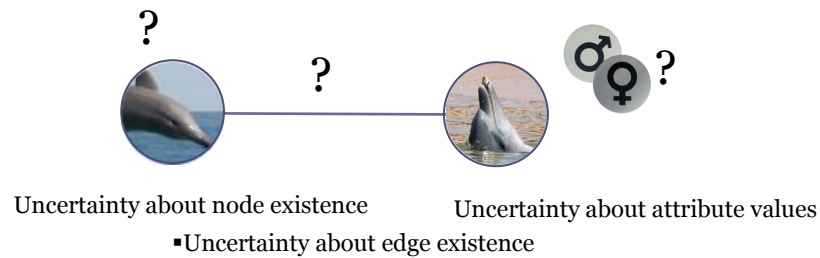 ?
?
♂
♀
?
Uncertainty about node existence
Uncertainty about attribute values
▪Uncertainty about edge existence